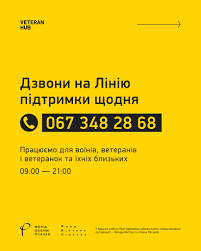 VETERAN
HUB
Дзвони на Лінію
підтримки щодня
067 348 28 68
Працюємо для воїнів, ветеранів
і ветеранок та їхніх близьких
09:00 — 21:00
ФОНД